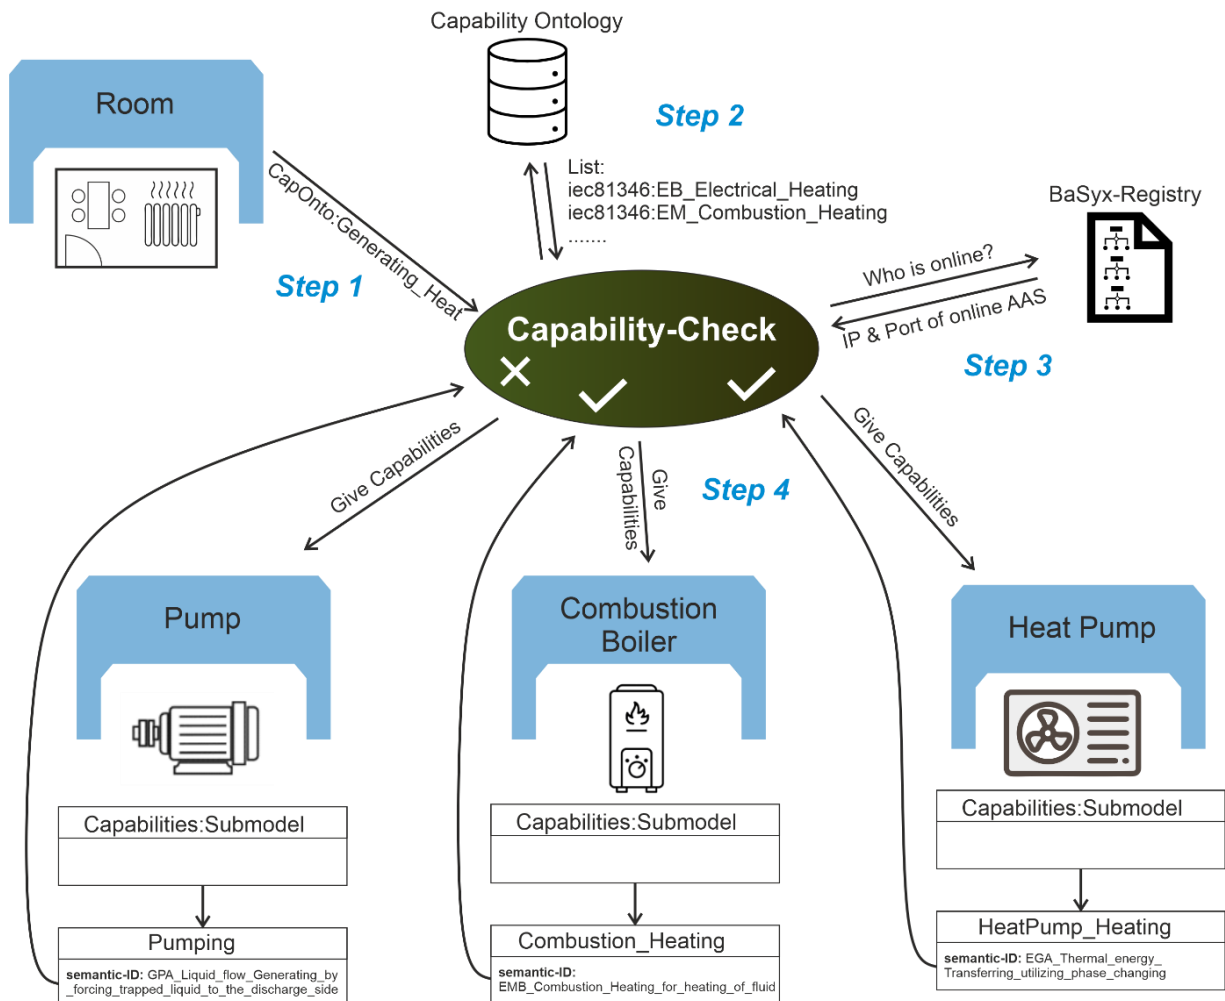 Capability Ontology
Room
Step 2
List:
iec81346:EB_Electrical_Heating
iec81346:EM_Combustion_Heating
.......
CapOnto:Generating_Heat
Step 1
BaSyx-Registry
Who is online?
IP & Port of online AAS
Step 3
Capability-Check
Give Capabilities
Give
Capabilities
Step 4
Give Capabilities
Pump
Combustion
Boiler
Heat Pump
Capabilities:Submodel
Capabilities:Submodel
Capabilities:Submodel
Pumping
semantic-ID: GPA_Liquid_flow_Generating_by
_forcing_trapped_liquid_to_the_discharge_side
Combustion_Heating
semantic-ID:
EMB_Combustion_Heating_for_heating_of_fluid
HeatPump_Heating
semantic-ID: EGA_Thermal_energy_
Transferring_utilizing_phase_changing